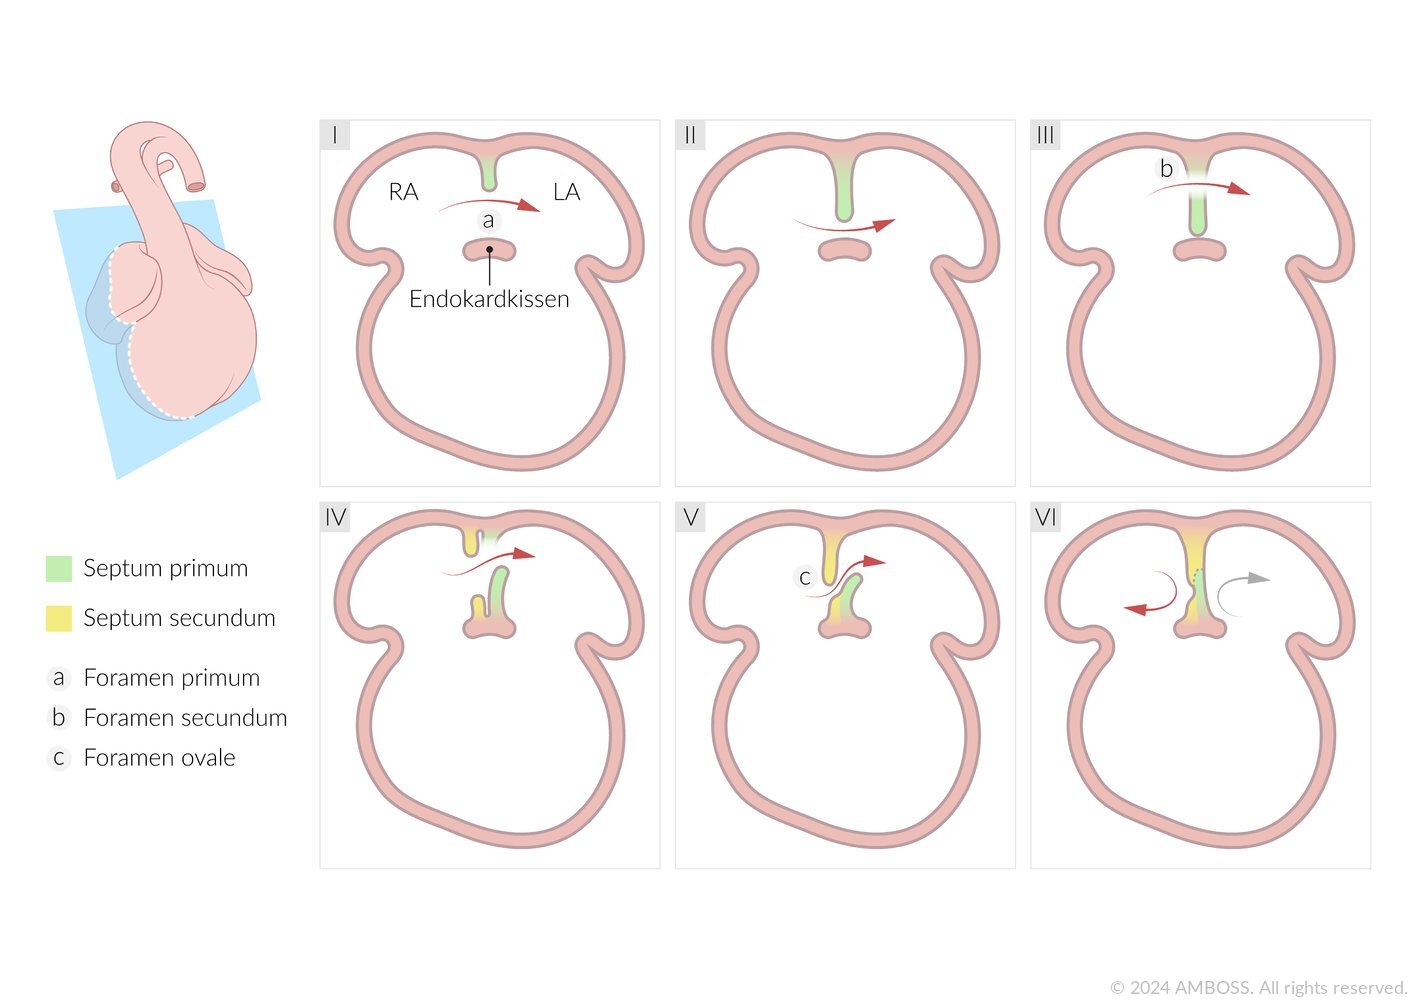 I
RA
LA
a
Endokardkissen
II
III
b
IV
V
c
VI
Septum primum
Septum secundum
a Foramen primum
b Foramen secundum
c Foramen ovale
© 2024 AMBOSS. All rights reserved.